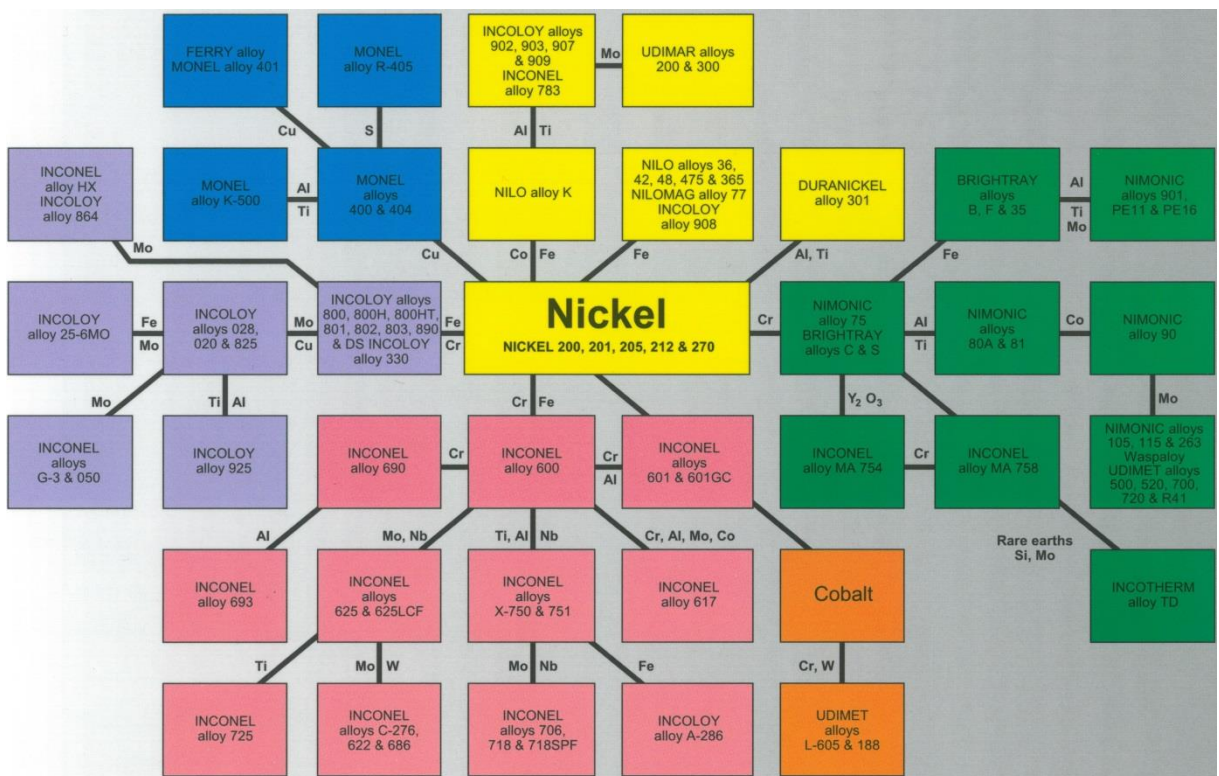 FERRY alloy
MONEL alloy 401
MONEL
alloy R-405
INCOLOY alloys
902, 903, 907
& 909
INCONEL
alloy 783
Mo
UDIMAR alloys
200 & 300
Cu
S
Al Ti
INCONEL
alloy HX
INCOLOY
alloy 864
MONEL
alloy K-500
Al
Ti
MONEL
alloys
400 & 404
NILO alloy K
NILO alloys 36,
42, 48, 475 & 365
NILOMAG alloy 77
INCOLOY
alloy 908
DURANICKEL
alloy 301
BRIGHTRAY
alloys
B, F & 35
Al
Ti
Mo
NIMONIC
alloys 901,
PE11 & PE16
Mo
Cu
Co Fe
Fe
Al, Ti
Fe
INCOLOY
alloy 25-6MO
Fe
Mo
INCOLOY
alloys 028,
020 & 825
Mo
Cu
INCOLOY alloys
800, 800H, 800HT,
801, 802, 803, 890
& DS INCOLOY
alloy 330
Fe
Cr
Nickel
NICKEL 200, 201, 205, 212 & 270
Cr
NIMONIC
alloy 75
BRIGHTRAY
alloys C & S
Al
Ti
NIMONIC
alloys
80A & 81
Co
NIMONIC
alloy 90
Mo
Ti Al
Cr Fe
Y2 O3
Mo
INCONEL
alloys
G-3 & 050
INCOLOY
alloy 925
INCONEL
alloy 690
Cr
INCONEL
alloy 600
Cr
Al
INCONEL
alloys
601 & 601GC
INCONEL
alloy MA 754
Cr
INCONEL
alloy MA 758
NIMONIC alloys
105, 115 & 263
Waspaloy
UDIMET alloys
500, 520, 700,
720 & R41
Al
Mo, Nb
Ti, Al Nb
Cr, Al, Mo, Co
Rare earths
Si, Mo
INCONEL
alloy 693
INCONEL
alloys
625 & 625LCF
INCONEL
alloys
X-750 & 751
INCONEL
alloy 617
Cobalt
INCOTHERM
alloy TD
Ti
Mo W
Mo Nb
Fe
Cr, W
INCONEL
alloy 725
INCONEL
alloys C-276,
622 & 686
INCONEL
alloys 706,
718 & 718SPF
INCOLOY
alloy A-286
UDIMET
alloys
L-605 & 188